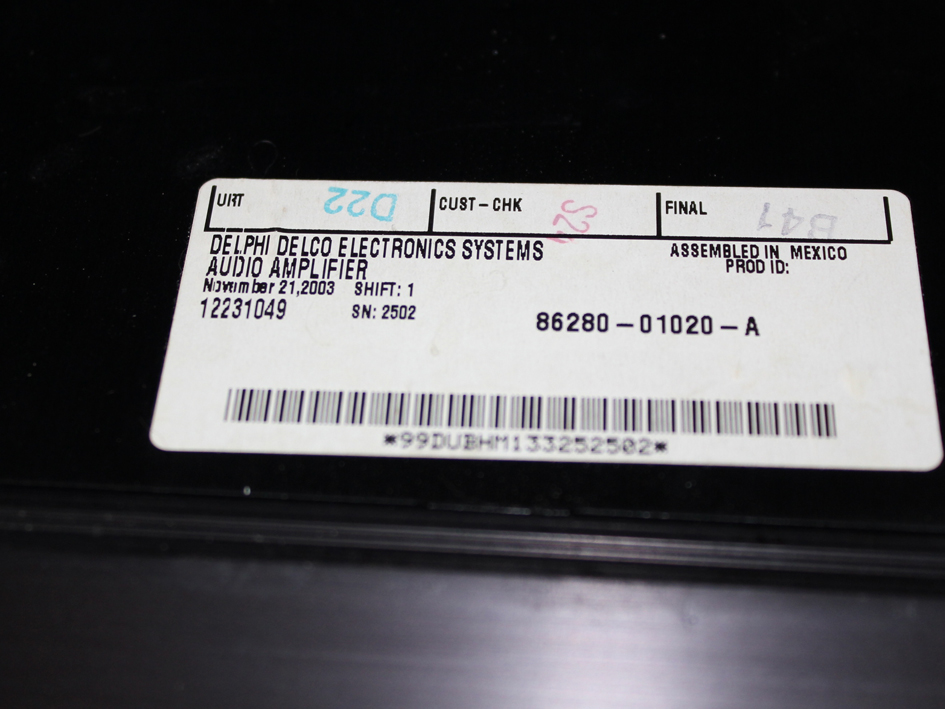 URT D22 CUST-CHK S21 FINAL B41
DELPHI DELCO ELECTRONICS SYSTEMS
AUDIO AMPLIFIER
November 21,2003 SHIFT: 1
12231049 SN: 2502
ASSEMBLED IN MEXICO
PROD ID:
86280-01020-A
*99DUBHM133252502*